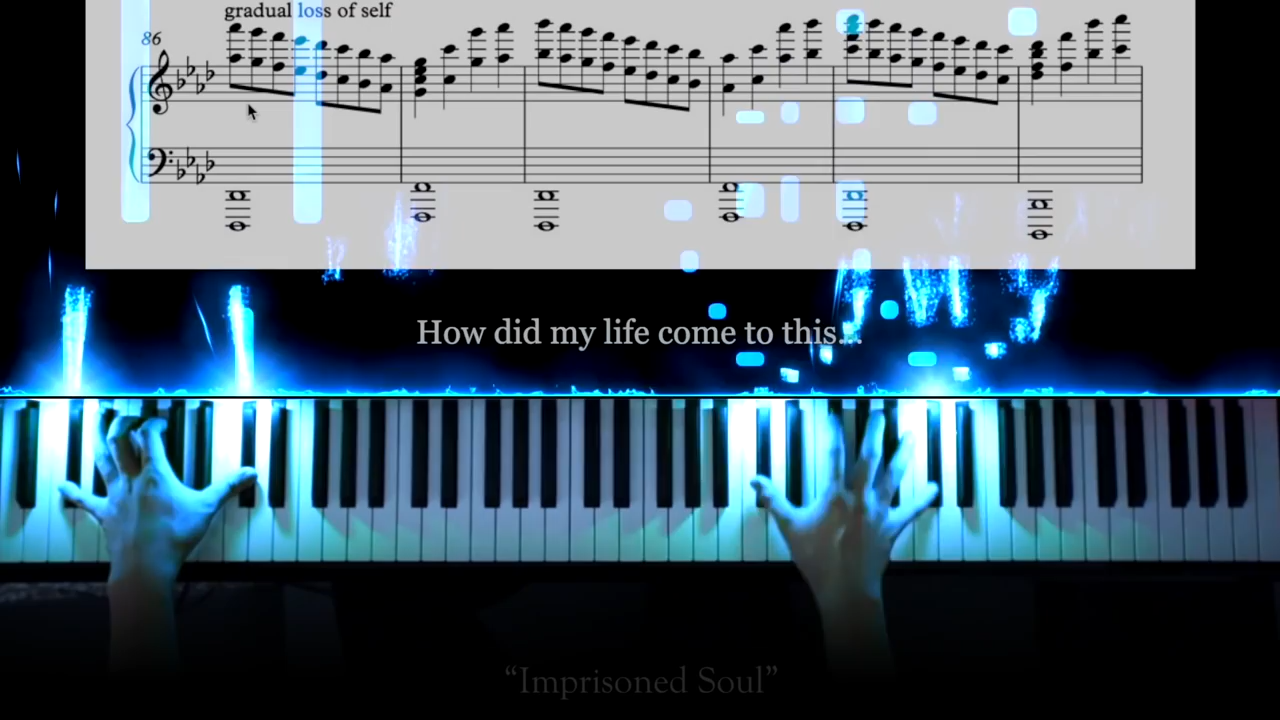 gradual loss of self
86
How did my life come to this...
“Imprisoned Soul”